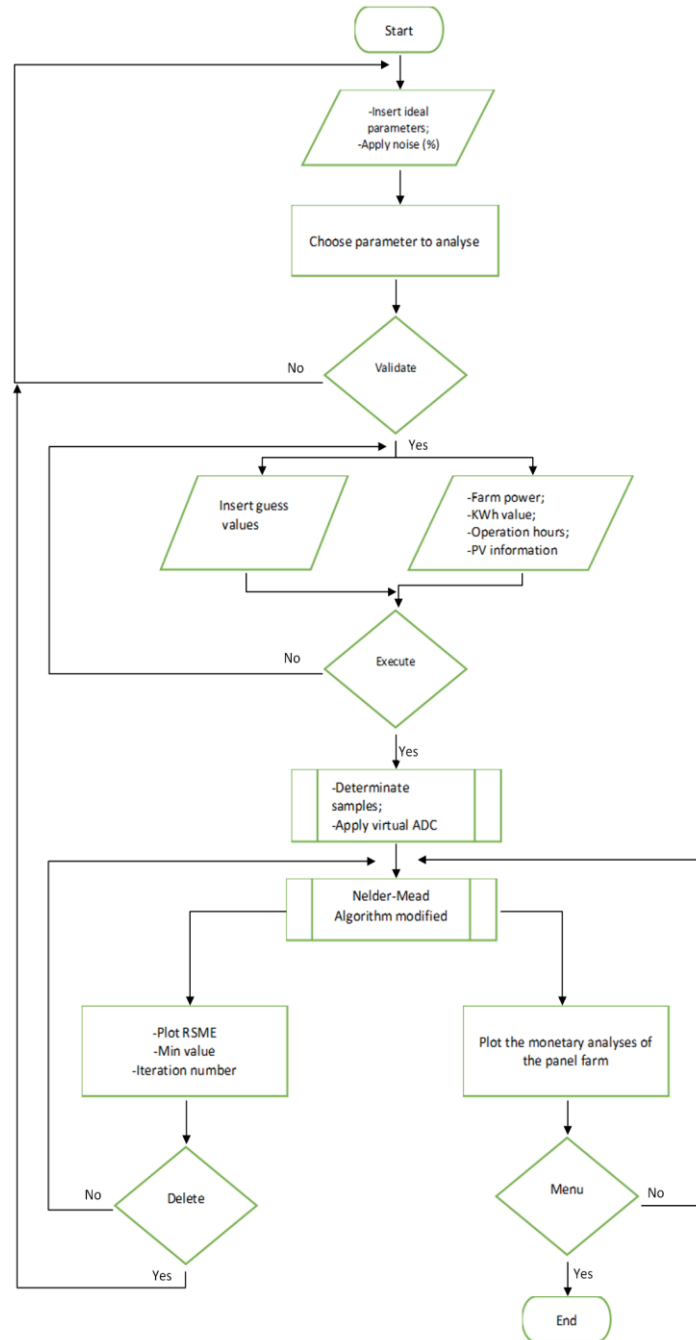 Start
-Insert ideal
parameters;
-Apply noise (%)
Choose parameter to analyse
No
Validate
Yes
Insert guess
values
-Farm power;
-KWh value;
-Operation hours;
-PV information
No
Execute
Yes
-Determinate
samples;
-Apply virtual ADC
Nelder-Mead
Algorithm modified
-Plot RSME
-Min value
-Iteration number
Plot the monetary analyses of
the panel farm
No
Delete
Yes
Menu
No
Yes
End